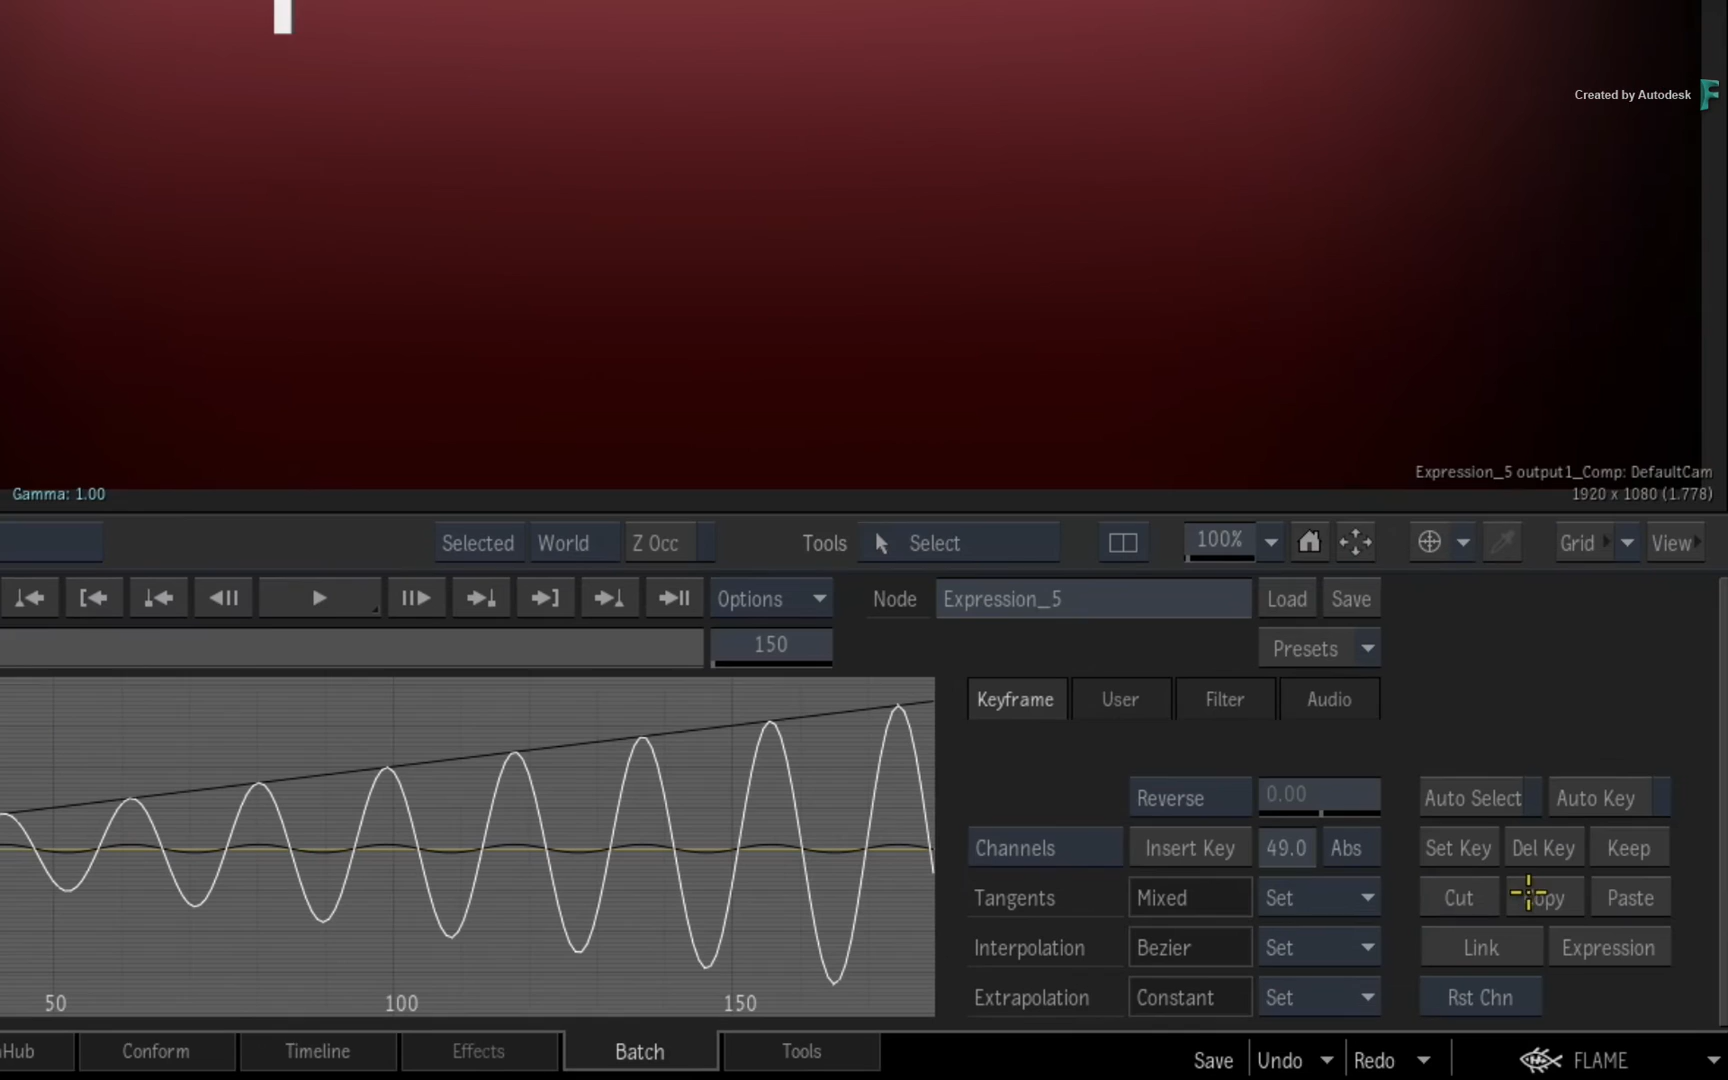 Created by Autodesk
Expression_5 output1_Comp: DefaultCam
Gamma: 1.00
1920 x 1080 (1.778)
Selected World Z Occ Tools Select 100% Grid View
Options Node Expression_5 Load Save
150 Presets
Keyframe User Filter Audio
Reverse 0.00 Auto Select Auto Key
Channels Insert Key 49.0 Abs Set Key Del Key Keep
Tangents Mixed Set Cut Paste
Interpolation Bezier Set Link Expression
Extrapolation Constant Set Rst Chn
50 100 150
Conform Timeline Effects Batch Tools
Save Undo Redo FLAME